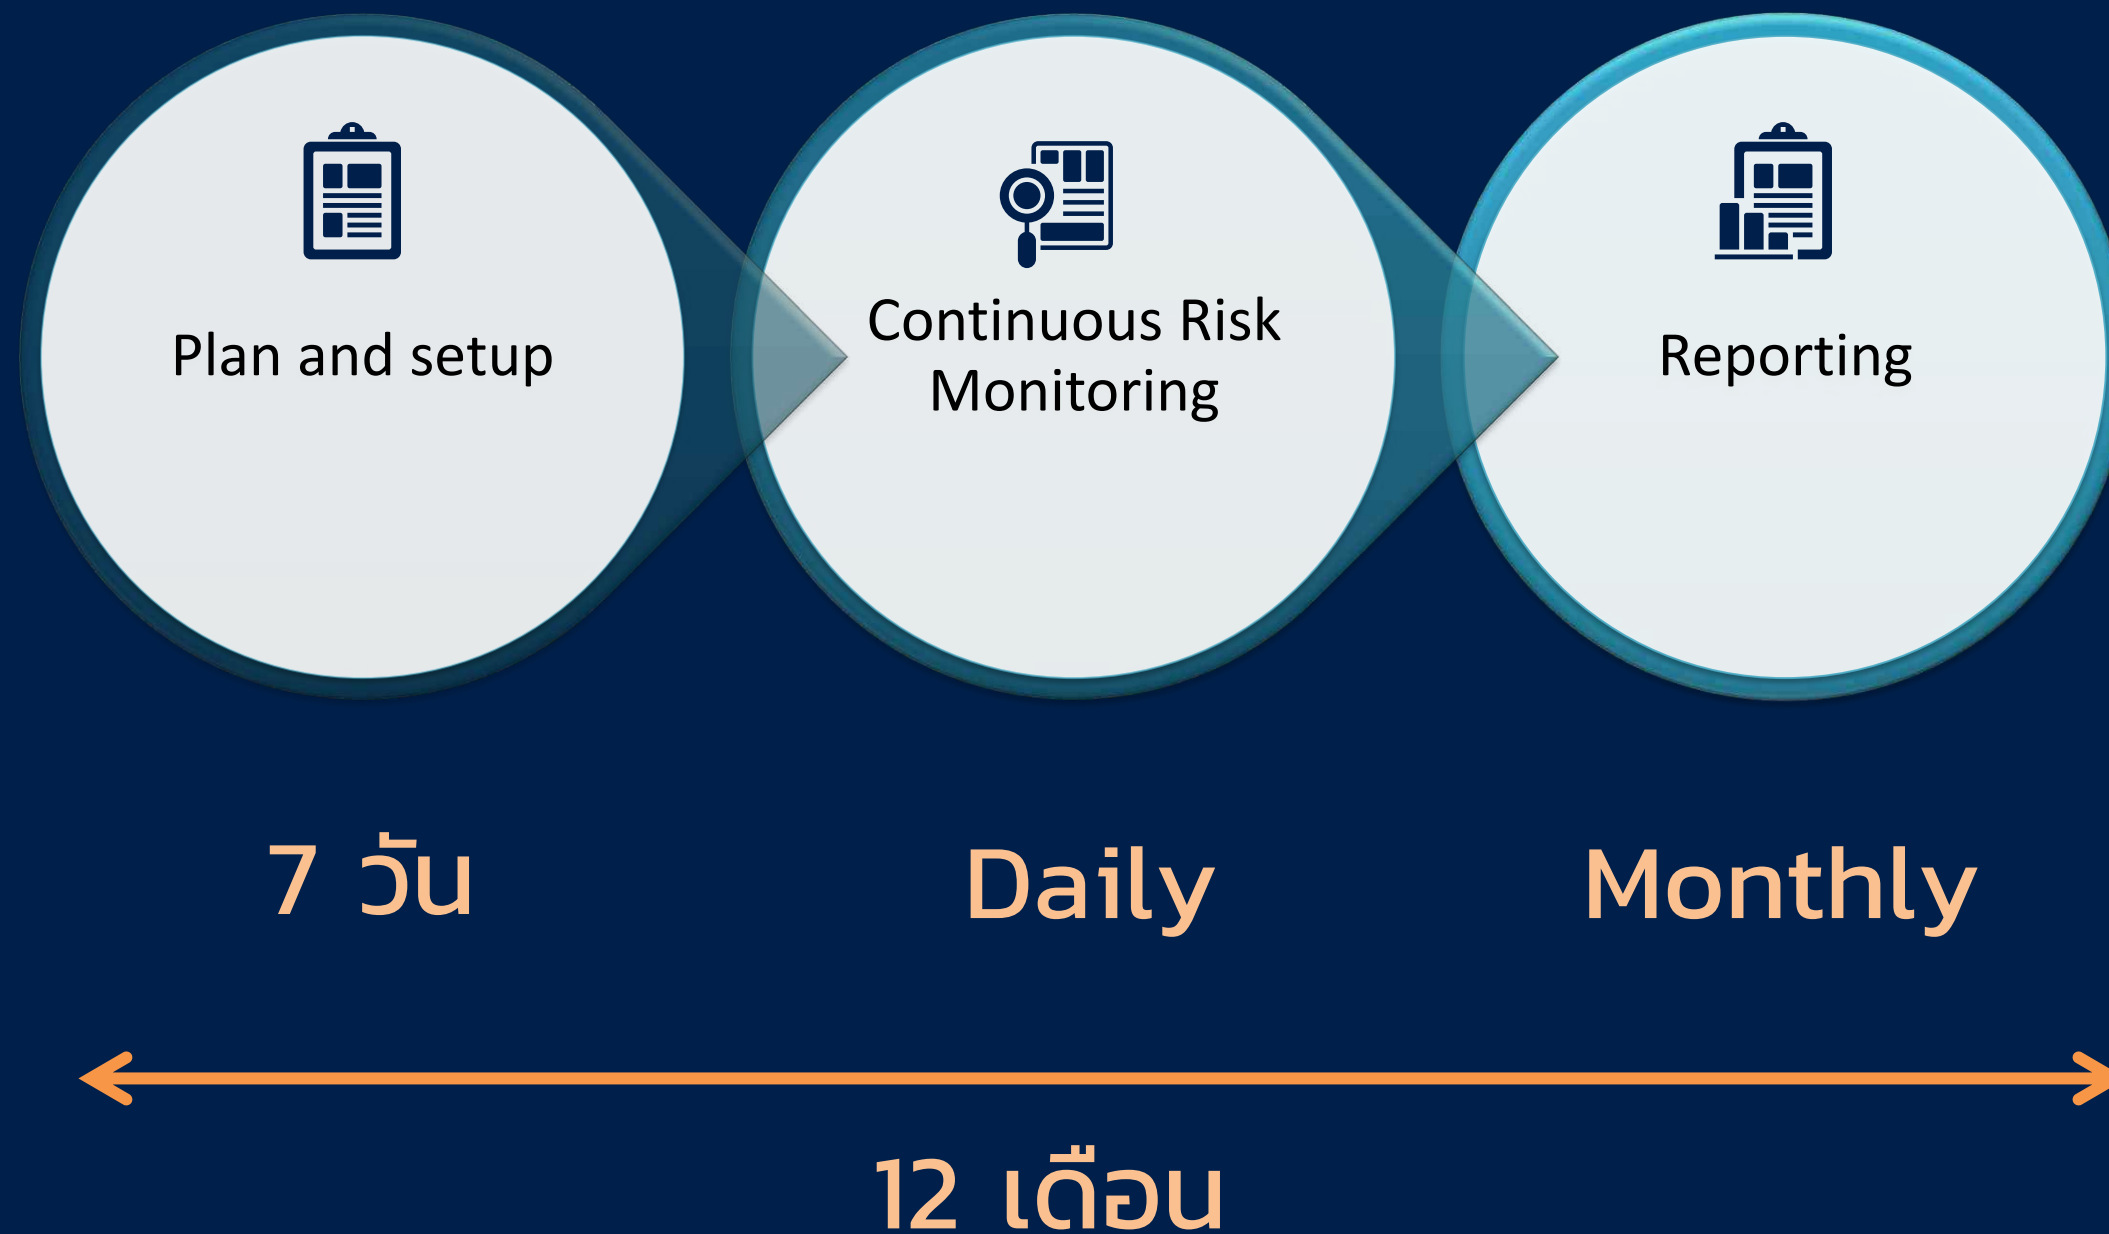 Plan and setup
Continuous Risk
Monitoring
Reporting
7 วัน
Daily
Monthly
12 เดือน